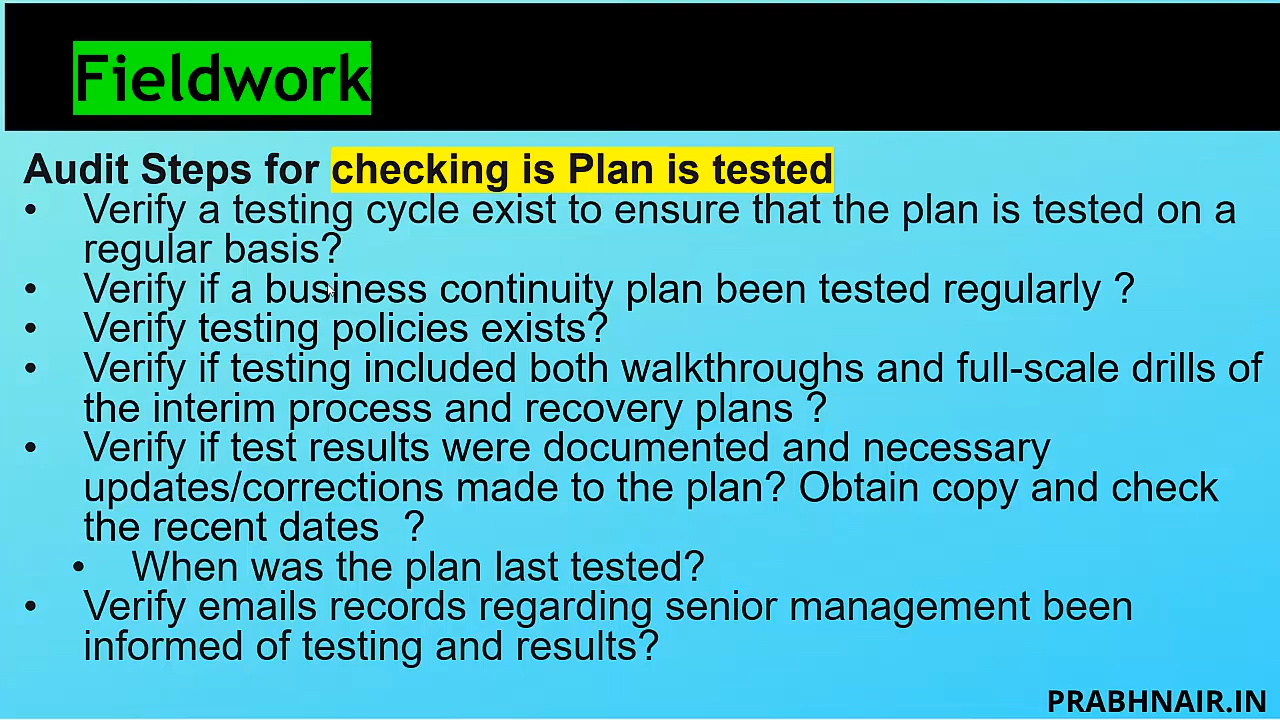 Fieldwork
Audit Steps for checking is Plan is tested
• Verify a testing cycle exist to ensure that the plan is tested on a
regular basis?
• Verify if a business continuity plan been tested regularly ?
• Verify testing policies exists?
• Verify if testing included both walkthroughs and full-scale drills of
the interim process and recovery plans ?
• Verify if test results were documented and necessary
updates/corrections made to the plan? Obtain copy and check
the recent dates  ?
• When was the plan last tested?
• Verify emails records regarding senior management been
informed of testing and results?
PRABHNAIR.IN